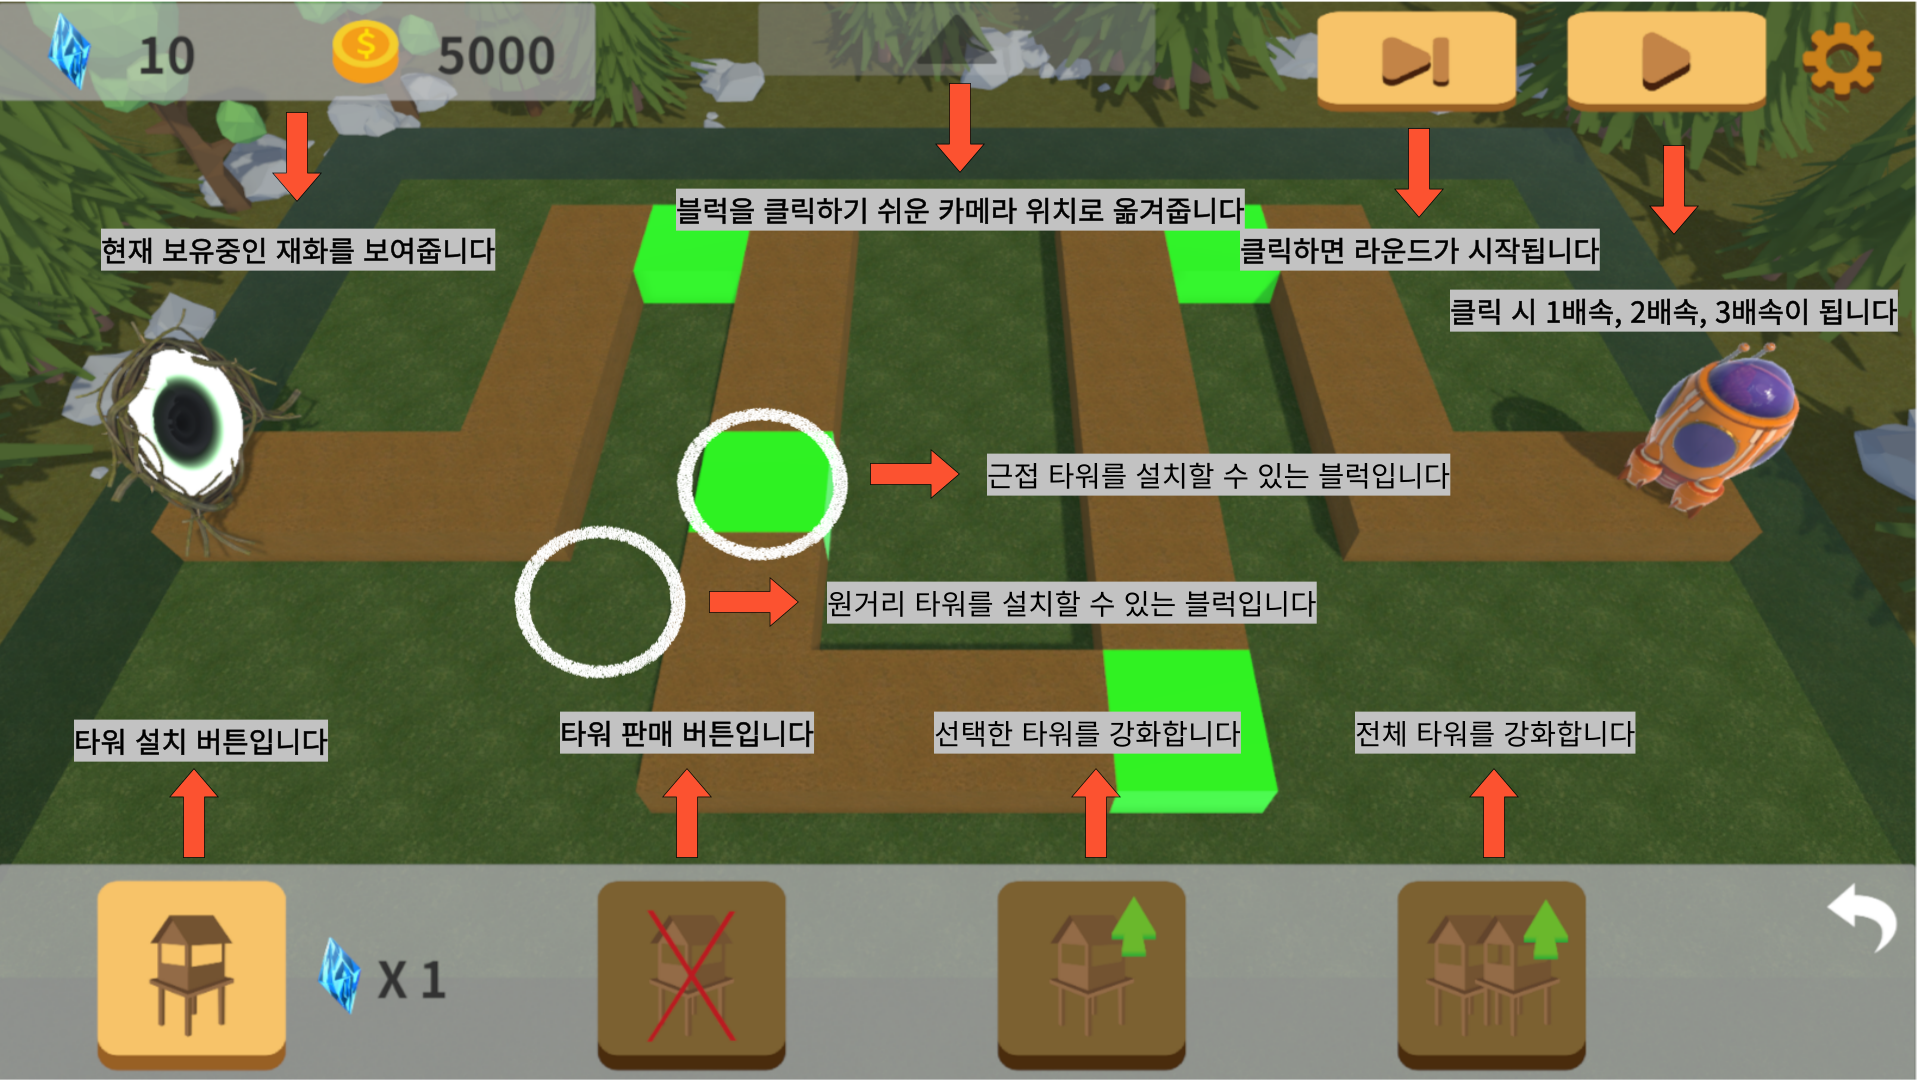 10
5000
블럭을 클릭하기 쉬운 카메라 위치로 옮겨줍니다
현재 보유중인 재화를 보여줍니다
클릭하면 라운드가 시작됩니다
클릭 시 1배속, 2배속, 3배속이 됩니다
근접 타워를 설치할 수 있는 블럭입니다
원거리 타워를 설치할 수 있는 블럭입니다
타워 설치 버튼입니다
타워 판매 버튼입니다
선택한 타워를 강화합니다
전체 타워를 강화합니다
X 1